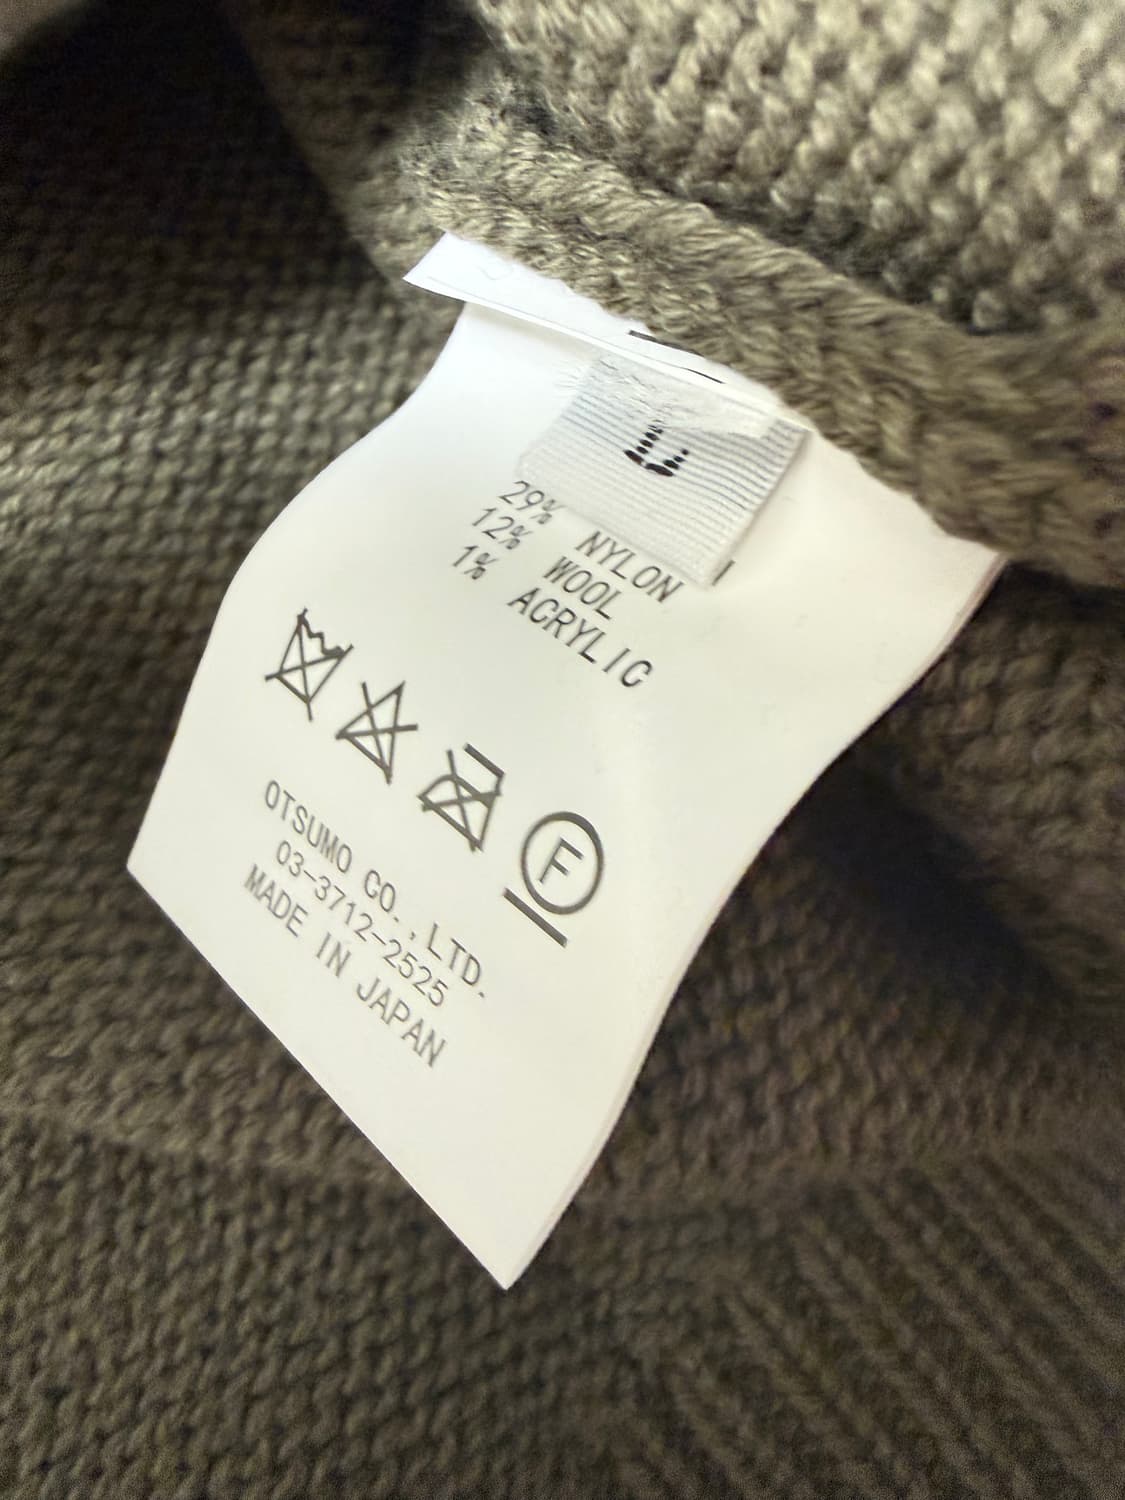 29% NYLON
12% WOOL
1% ACRYLIC
F
OTSUMO CO.,LTD.
03-3712-2525
MADE IN JAPAN